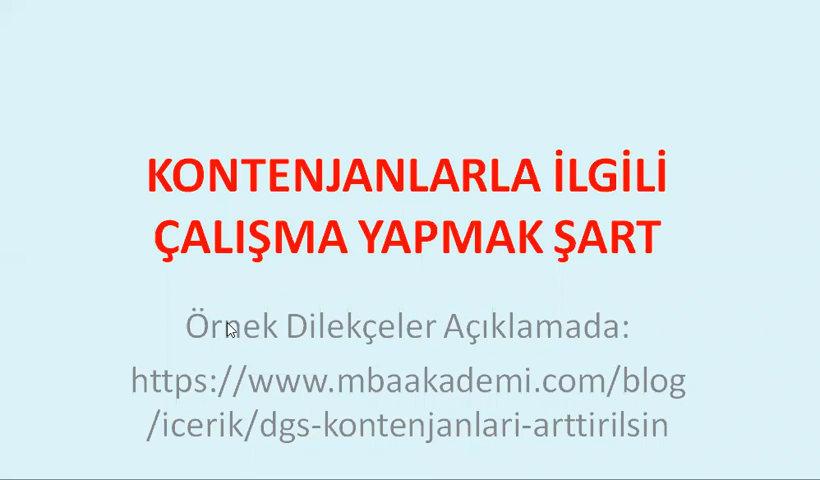 KONTENJANLARLA İLGİLİ
ÇALIŞMA YAPMAK ŞART
Örnek Dilekçeler Açıklamada:
https://www.mbaakademi.com/blog
/icerik/dgs-kontenjanlari-arttirilsin